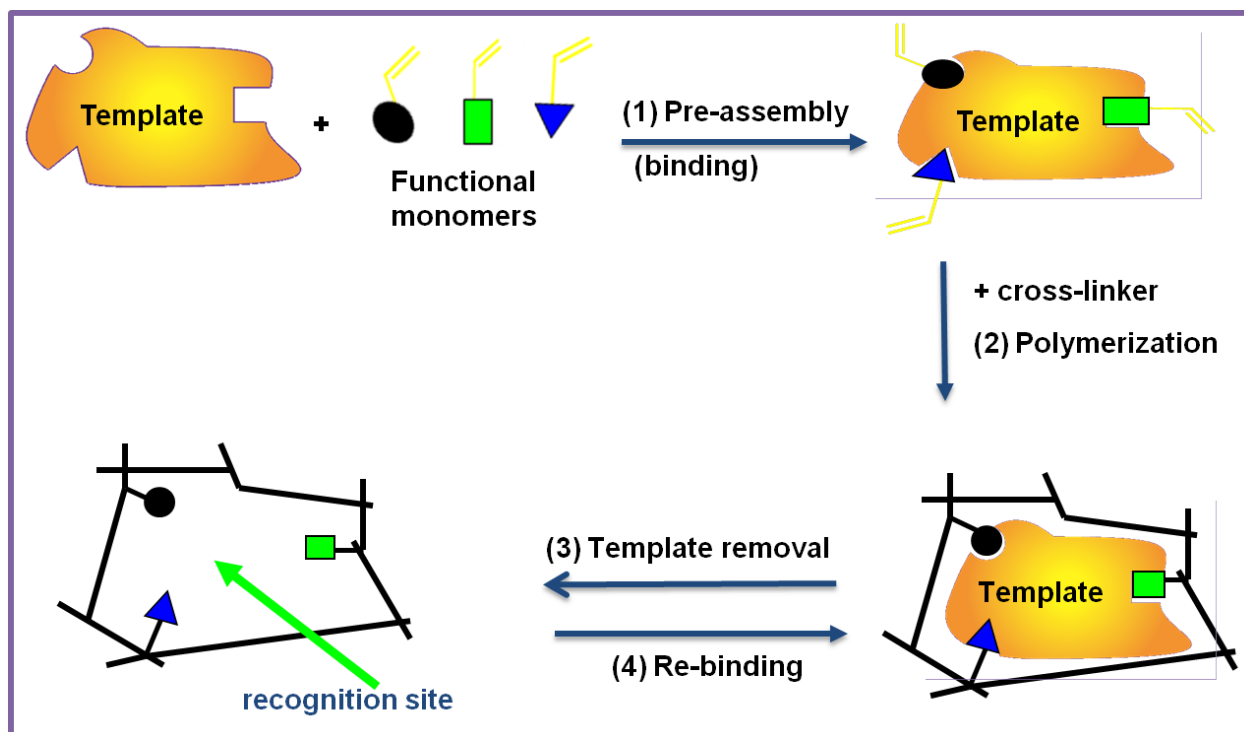 Template
+
Functional
monomers
(1) Pre-assembly
(binding)
Template
+ cross-linker
(2) Polymerization
(3) Template removal
(4) Re-binding
Template
recognition site